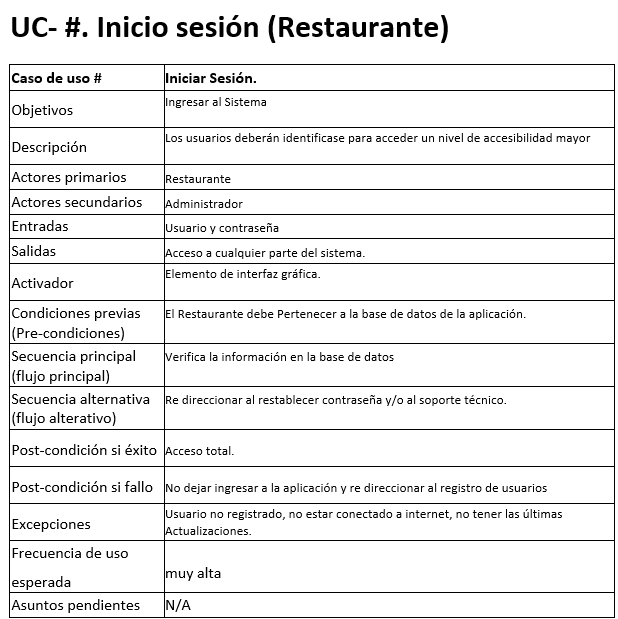 UC- #. Inicio sesión (Restaurante)
Caso de uso # Iniciar Sesión.
Objetivos Ingresar al Sistema
Descripción Los usuarios deberán identificase para acceder un nivel de accesibilidad mayor
Actores primarios Restaurante
Actores secundarios Administrador
Entradas Usuario y contraseña
Salidas Acceso a cualquier parte del sistema.
Activador Elemento de interfaz gráfica.
Condiciones previas El Restaurante debe Pertenecer a la base de datos de la aplicación.
(Pre-condiciones)
Secuencia principal Verifica la información en la base de datos
(flujo principal)
Secuencia alternativa Re direccionar al restablecer contraseña y/o al soporte técnico.
(flujo alterativo)
Post-condición si éxito Acceso total.
Post-condición si fallo No dejar ingresar a la aplicación y re direccionar al registro de usuarios
Excepciones Usuario no registrado, no estar conectado a internet, no tener las últimas
Actualizaciones.
Frecuencia de uso
esperada muy alta
Asuntos pendientes N/A